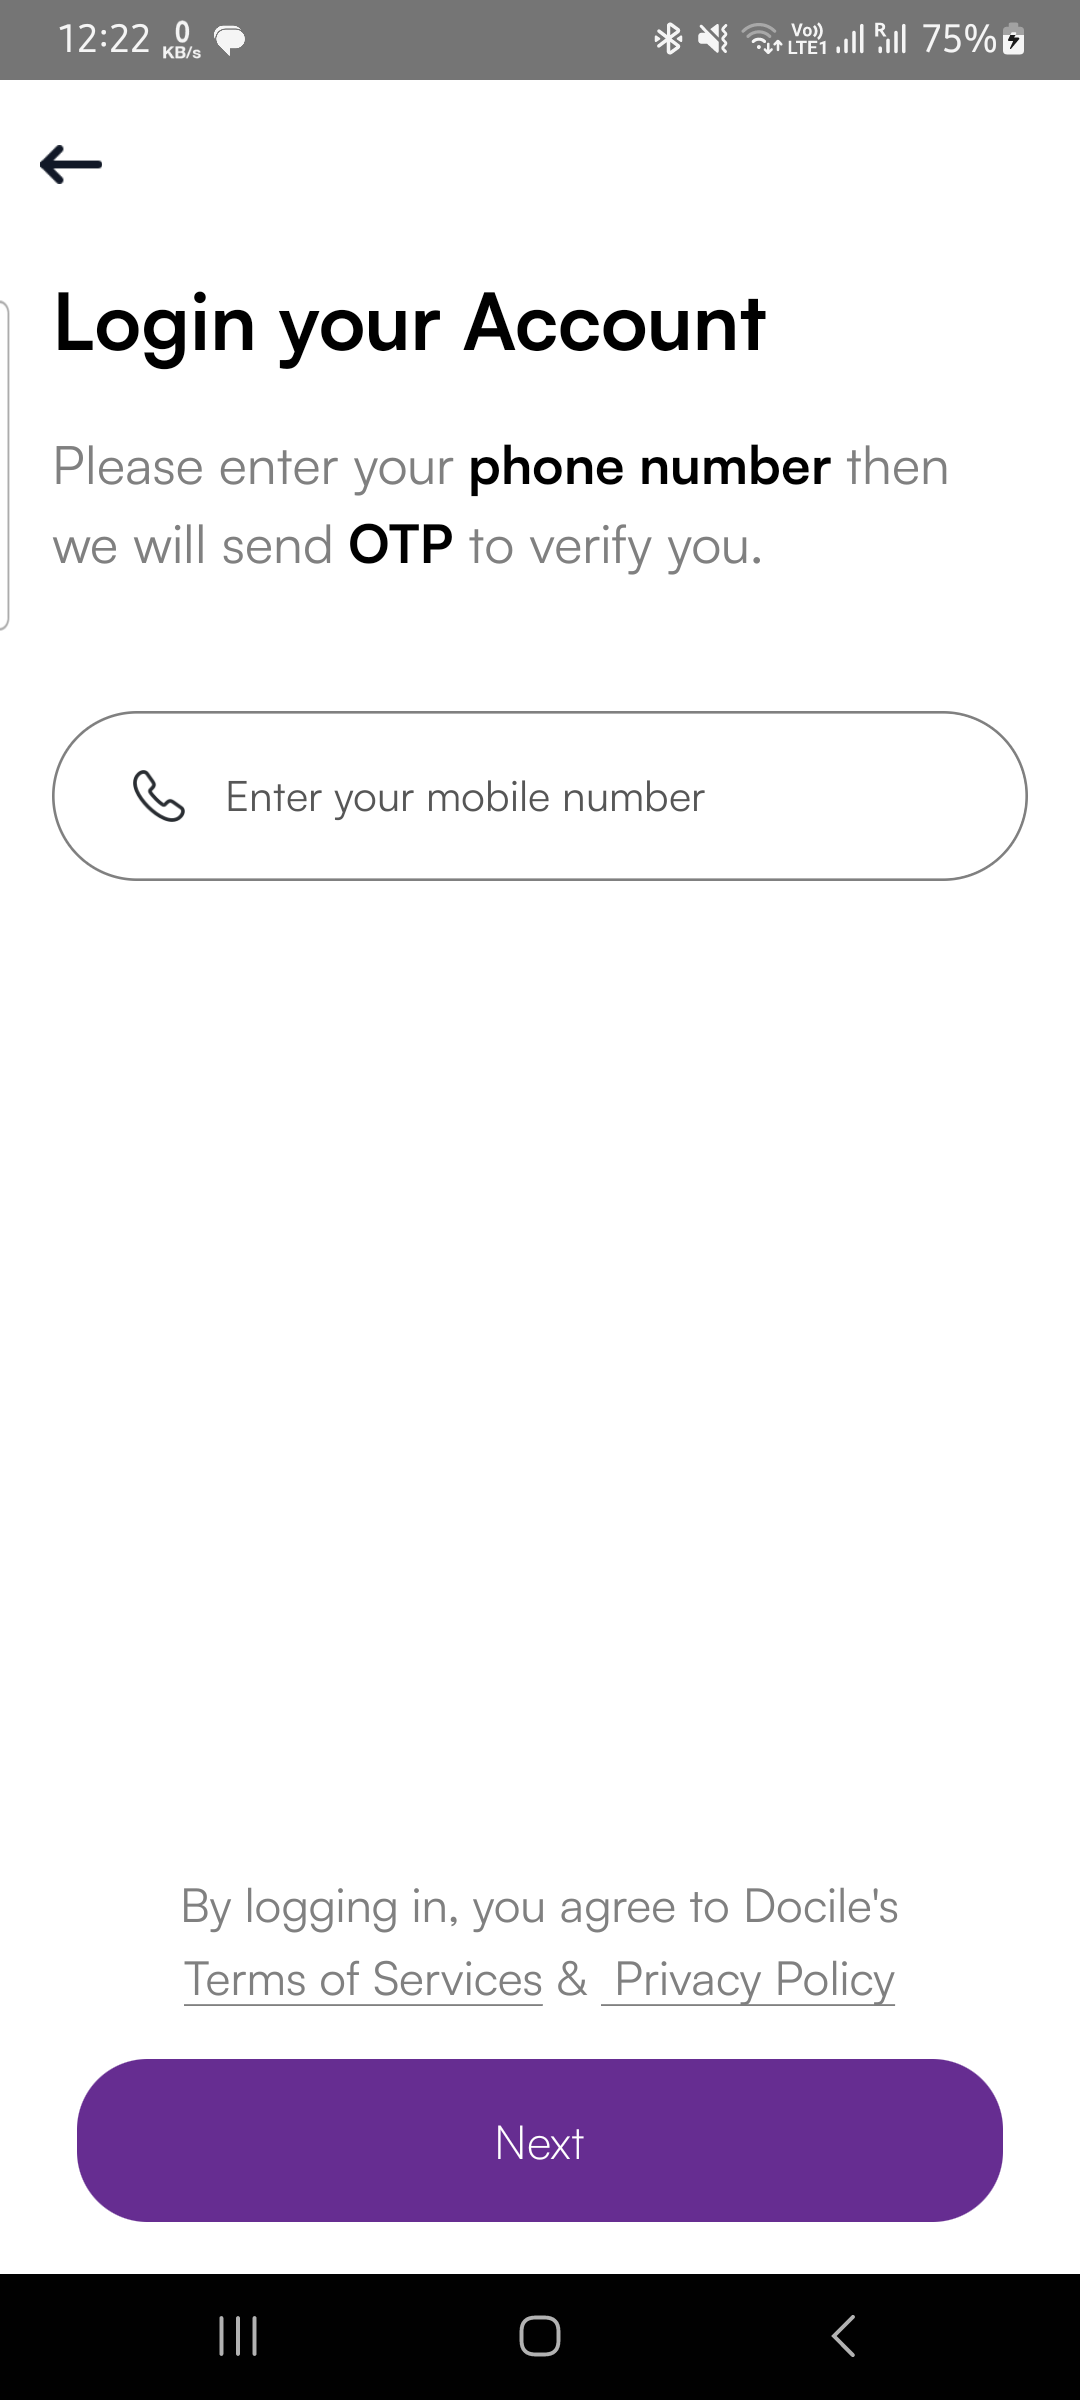 12:22 0 KB/s Vo)) LTE1 R 75%
Login your Account
Please enter your phone number then
we will send OTP to verify you.
Enter your mobile number
By logging in, you agree to Docile's
Terms of Services & Privacy Policy
Next